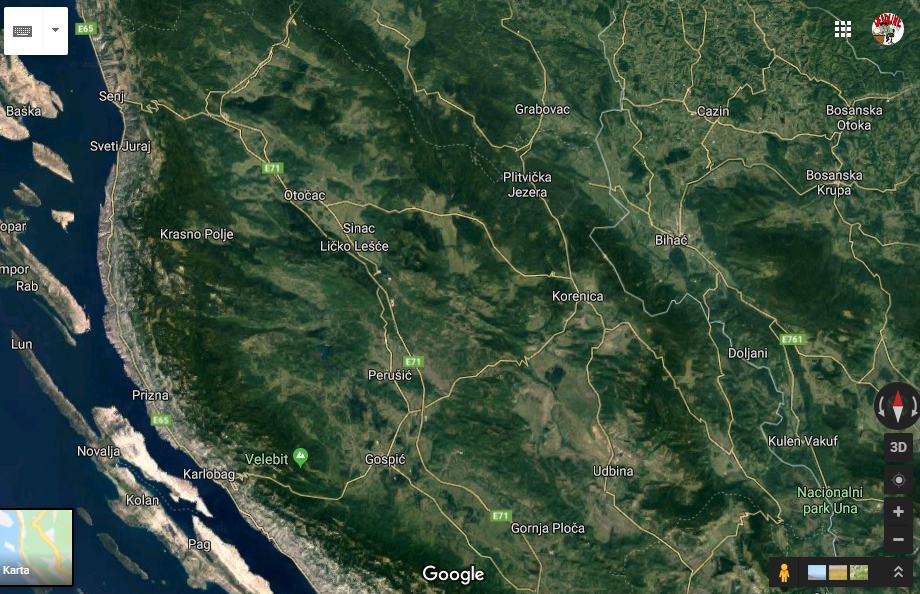 E65
Senj
Baška
Grabovac
Cazin
Bosanska
Otoka
Sveti Juraj
E71
Plitvička
Jezera
Bosanska
Krupa
Otočac
Sinac
Ličko Lešće
Krasno Polje
Bihać
Rab
Korenica
Lun
E761
Doljani
E71
Perušić
Prizna
E65
Kulen Vakuf
3D
Novalja
Velebit
Gospić
Karlobag
Udbina
Kolan
Nacionalni
park Una
E71
Gornja Ploča
Pag
Karta
Google